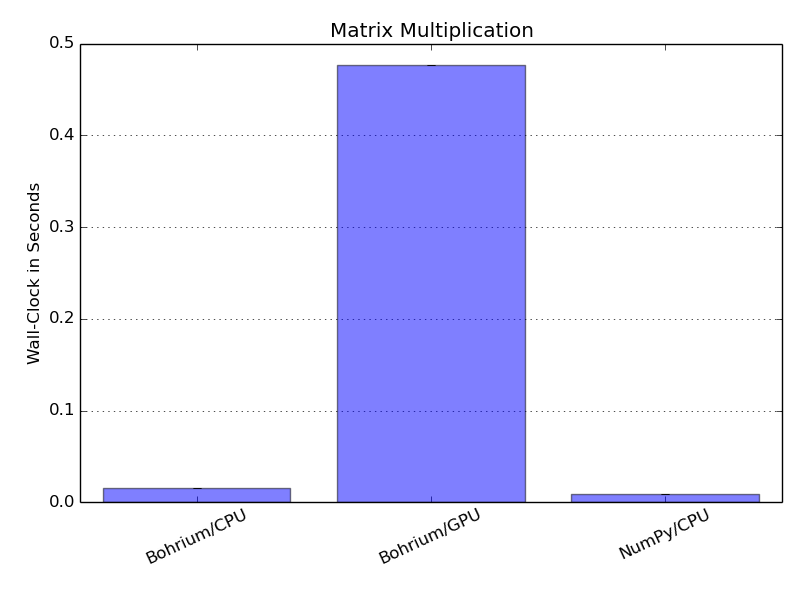 Matrix Multiplication
Wall-Clock in Seconds
0.5
0.4
0.3
0.2
0.1
0.0
Bohrium/CPU
Bohrium/GPU
NumPy/CPU